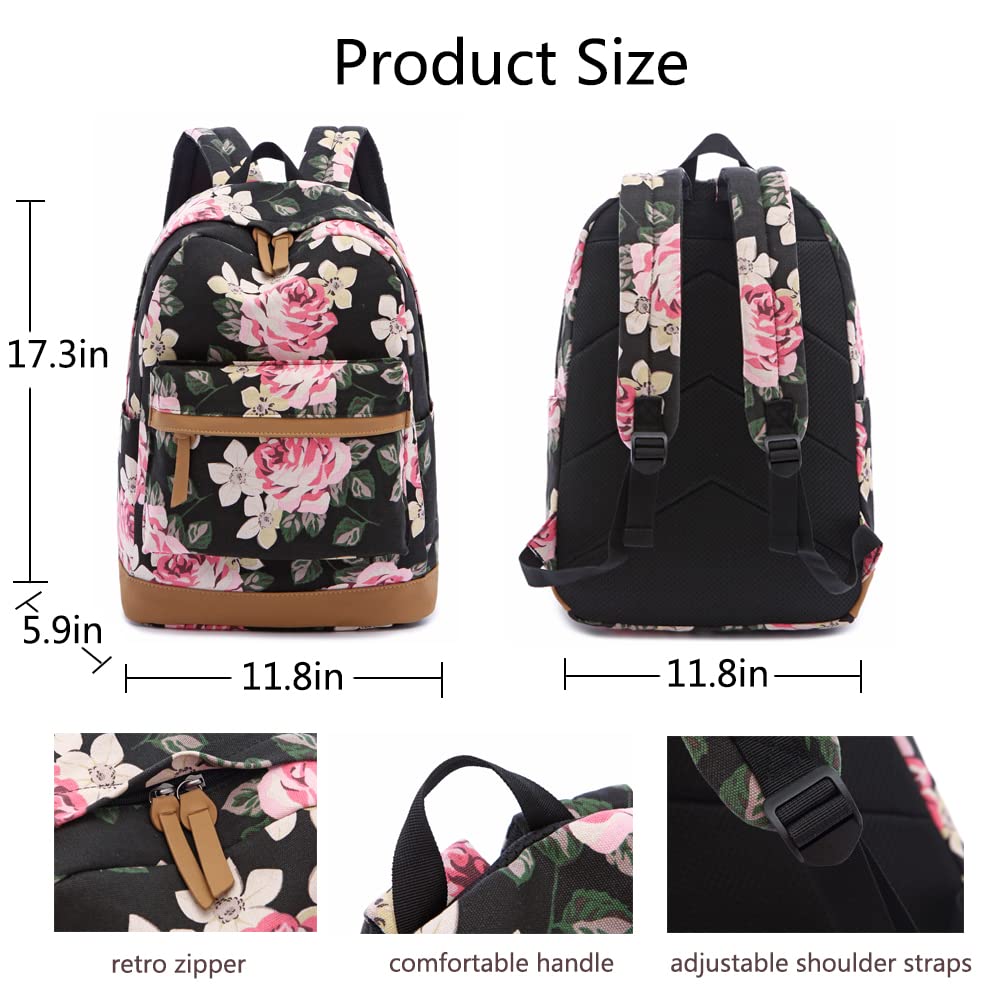 Product Size
17.3in
5.9in
11.8in
11.8in
retro zipper
comfortable handle
adjustable shoulder straps